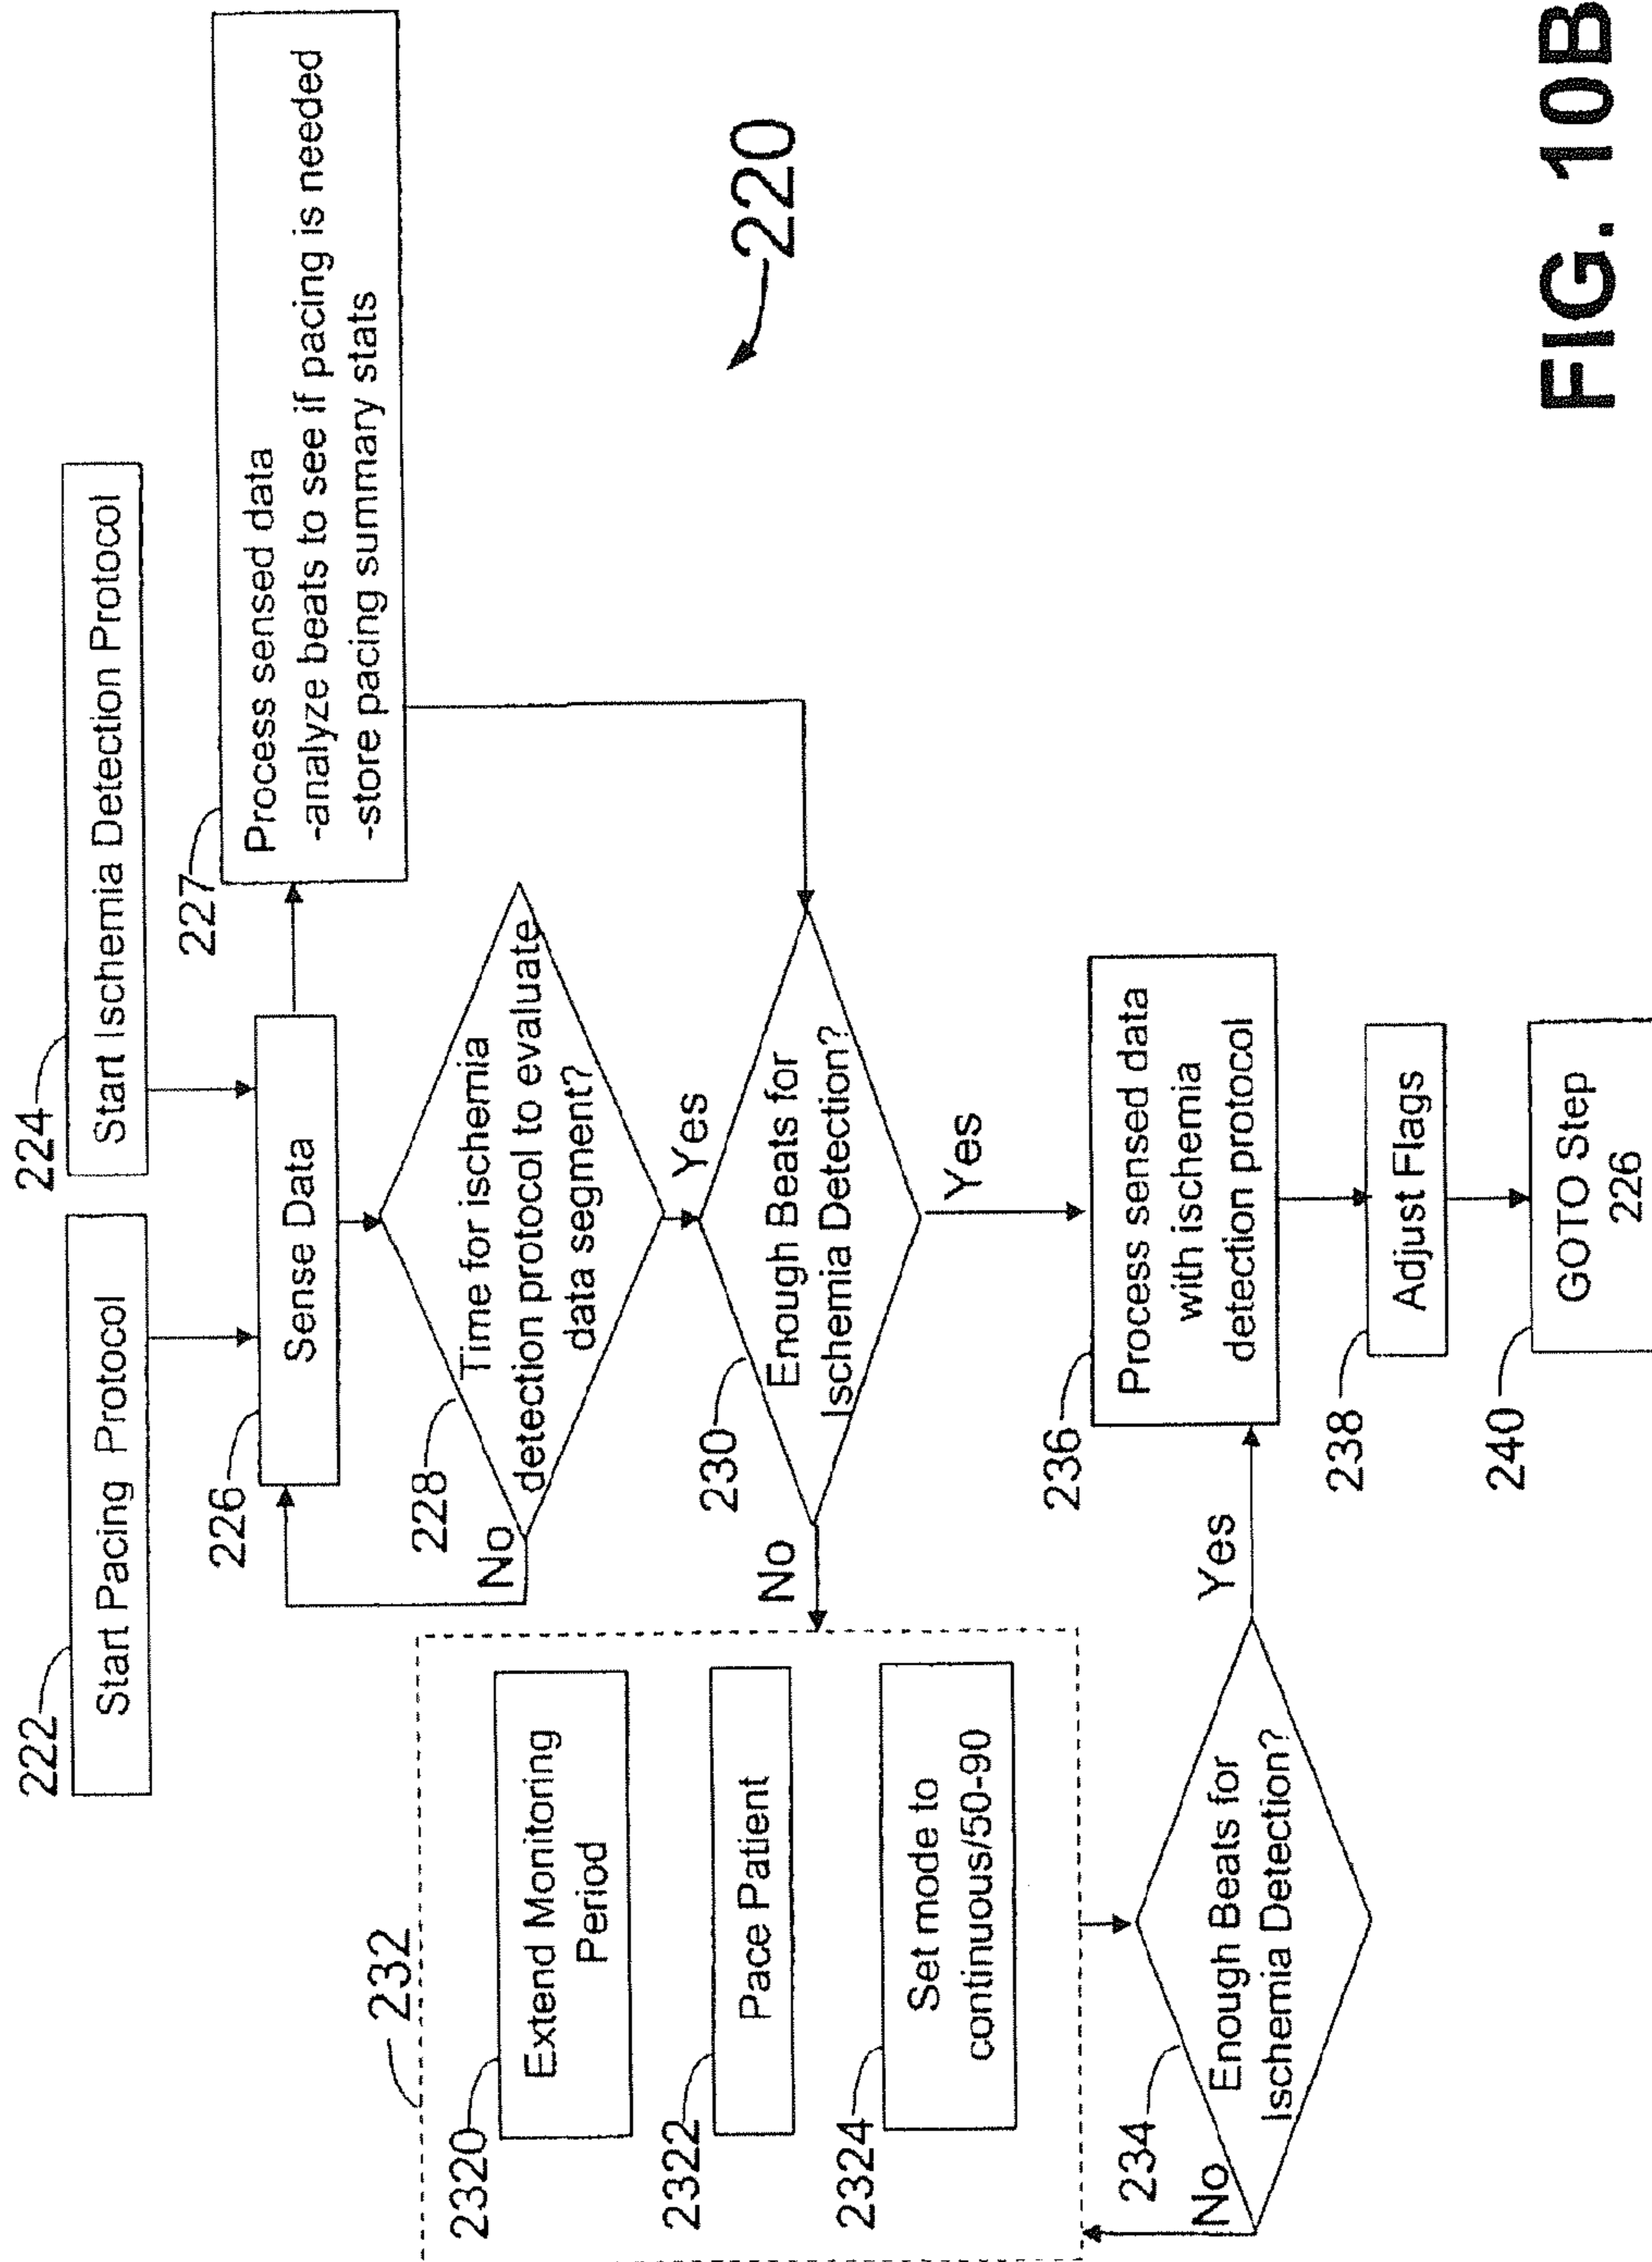 222
Start Pacing Protocol
224
Start Ischemia Detection Protocol
226
Sense Data
227
Process sensed data
-analyze beats to see if pacing is needed
-store pacing summary stats
228
Time for ischemia
detection protocol to evaluate
data segment?
No
Yes
220
230
Enough Beats for
Ischemia Detection?
No
Yes
232
2320
Extend Monitoring
Period
2322
Pace Patient
2324
Set mode to
continuous/50-90
234
Enough Beats for
Ischemia Detection?
No
Yes
236
Process sensed data
with ischemia
detection protocol
238
Adjust Flags
240
GOTO Step
226
FIG. 10B